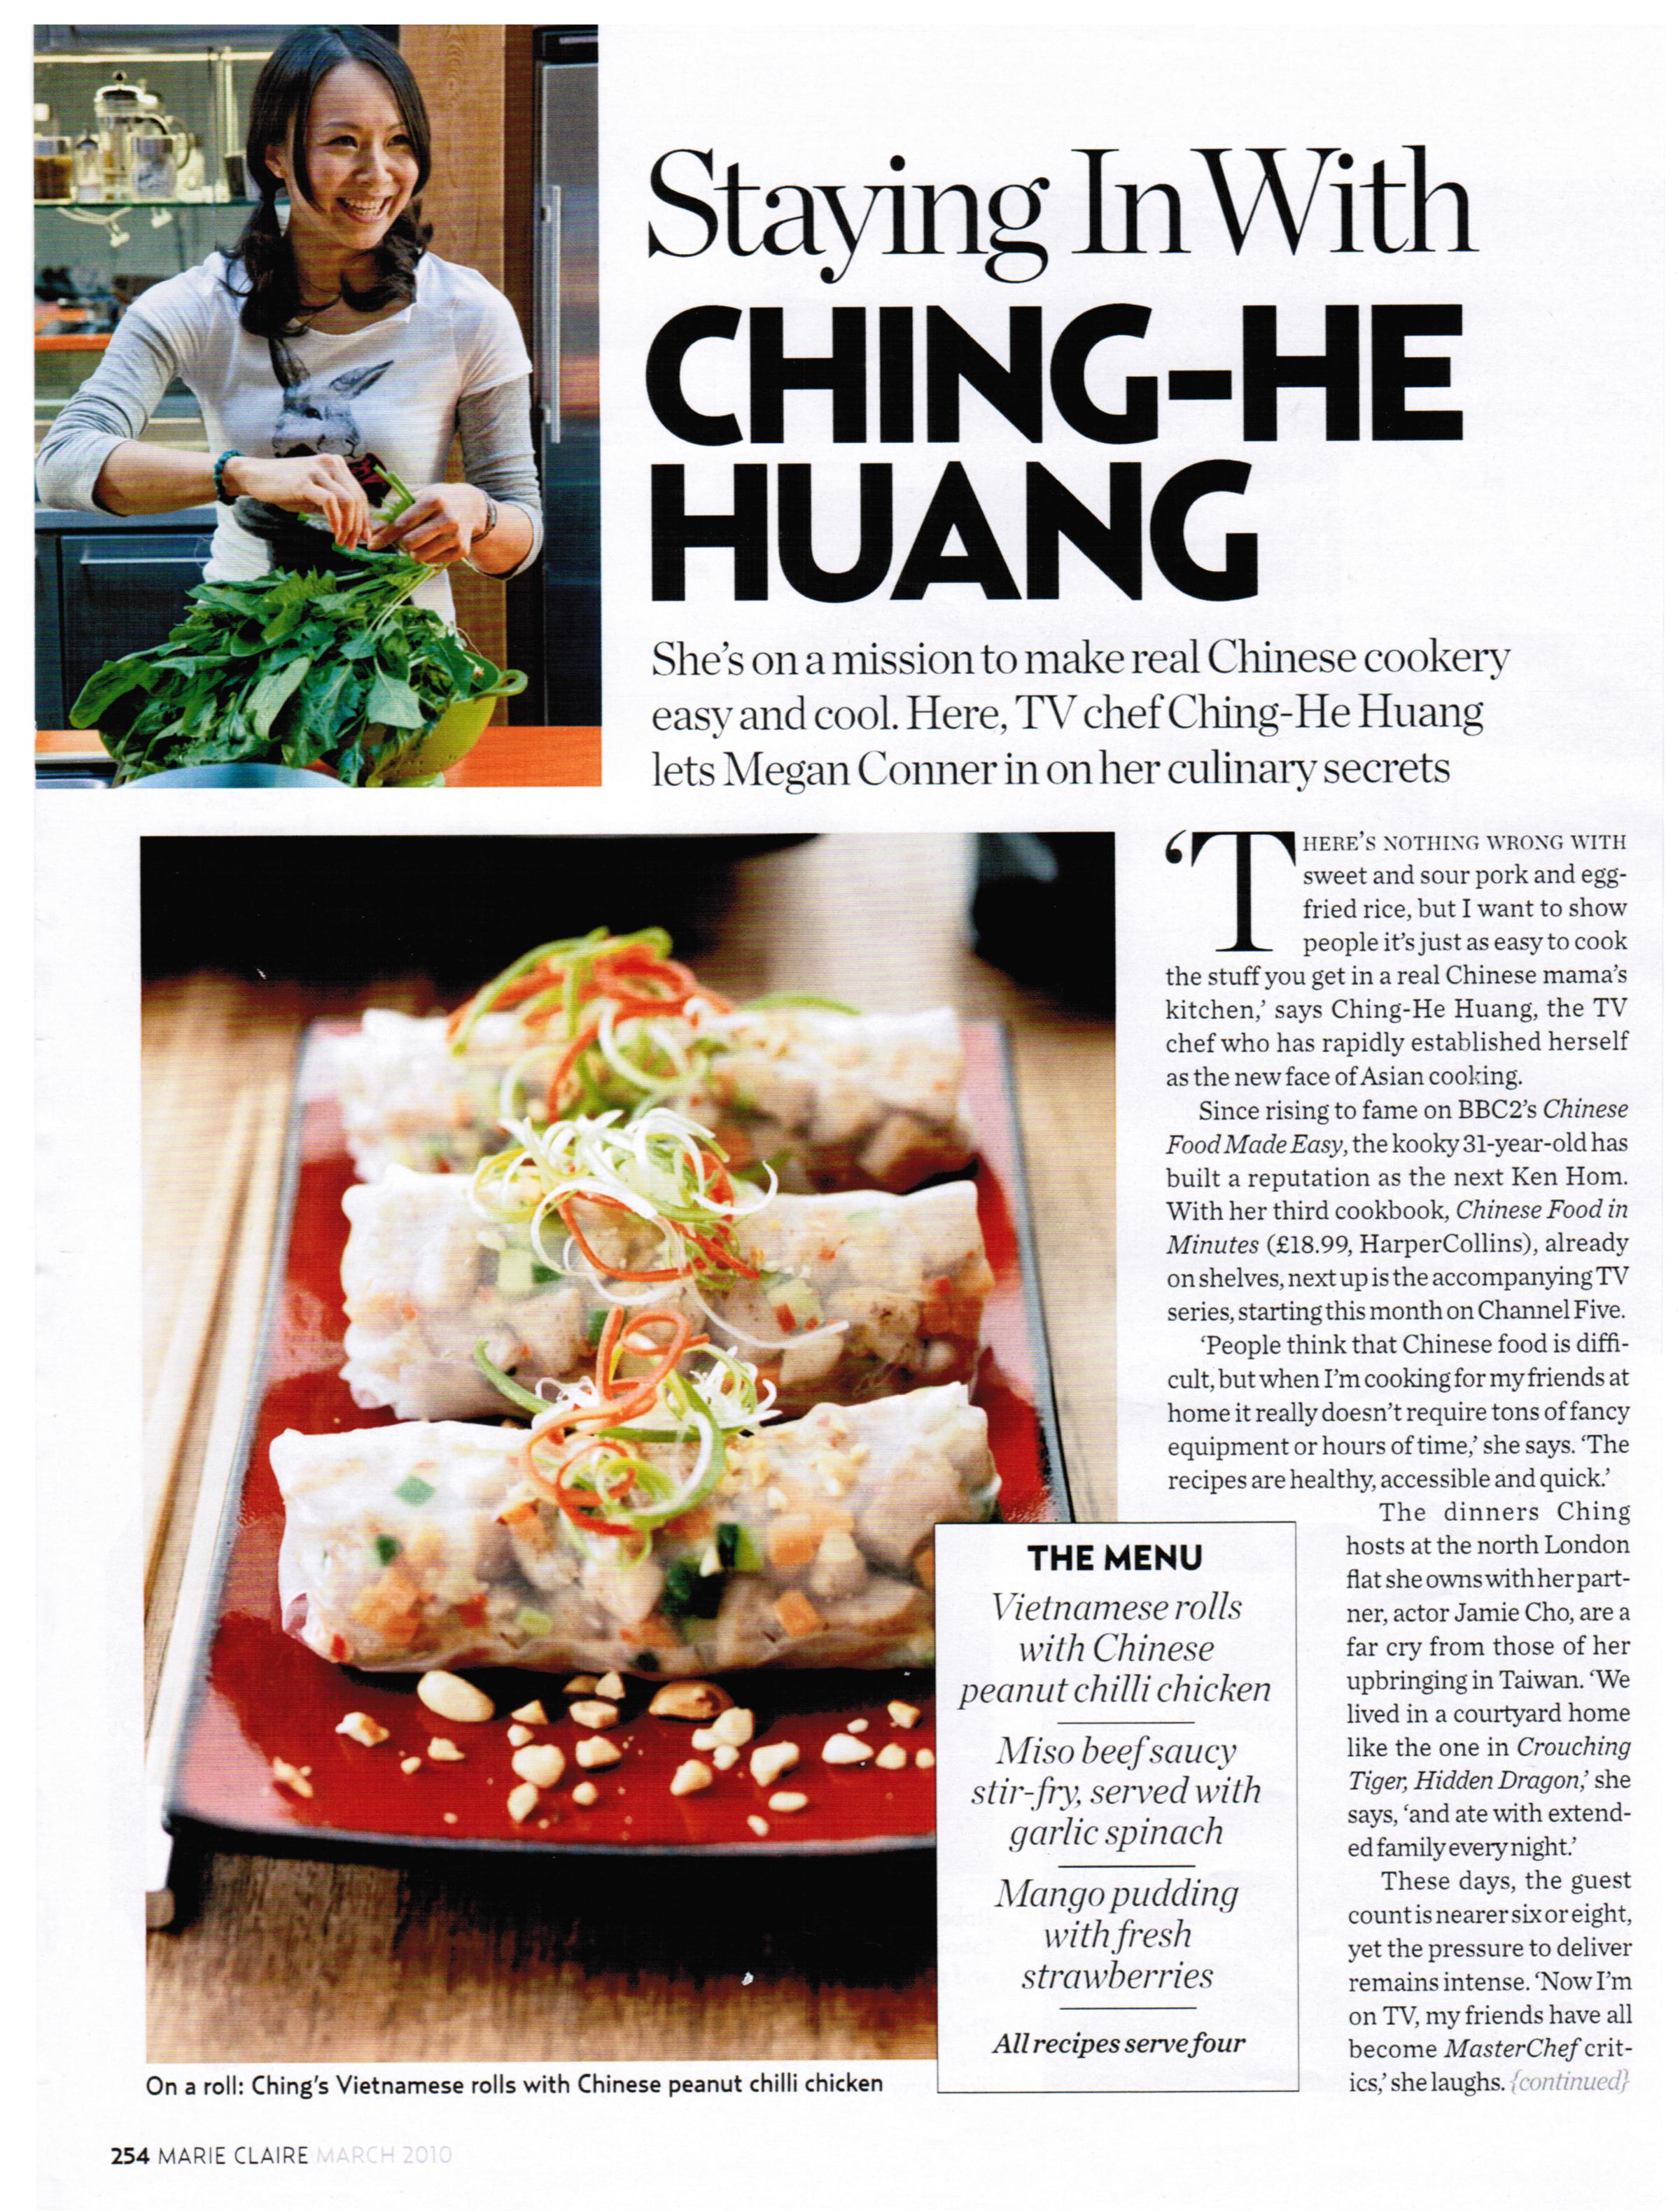 Staying In With
CHING-HE
HUANG
She's on a mission to make real Chinese cookery
easy and cool. Here, TV chef Ching-He Huang
lets Megan Conner in on her culinary secrets
‘THERE'S NOTHING WRONG WITH
sweet and sour pork and egg-
fried rice, but I want to show
people it's just as easy to cook
the stuff you get in a real Chinese mama's
kitchen,’ says Ching-He Huang, the TV
chef who has rapidly established herself
as the new face of Asian cooking.
Since rising to fame on BBC2's Chinese
Food Made Easy, the kooky 31-year-old has
built a reputation as the next Ken Hom.
With her third cookbook, Chinese Food in
Minutes (£18.99, HarperCollins), already
on shelves, next up is the accompanying TV
series, starting this month on Channel Five.
‘People think that Chinese food is diffi-
cult, but when I'm cooking for my friends at
home it really doesn't require tons of fancy
equipment or hours of time,’ she says. ‘The
recipes are healthy, accessible and quick.’
The dinners Ching
hosts at the north London
flat she owns with her part-
ner, actor Jamie Cho, are a
far cry from those of her
upbringing in Taiwan. ‘We
lived in a courtyard home
like the one in Crouching
Tiger, Hidden Dragon,’ she
says, ‘and ate with extend-
ed family every night.’
These days, the guest
count is nearer six or eight,
yet the pressure to deliver
remains intense. ‘Now I'm
on TV, my friends have all
become MasterChef crit-
ics,’ she laughs. {continued}
THE MENU
Vietnamese rolls
with Chinese
peanut chilli chicken
Miso beef saucy
stir-fry, served with
garlic spinach
Mango pudding
with fresh
strawberries
All recipes serve four
On a roll: Ching's Vietnamese rolls with Chinese peanut chilli chicken
254 MARIE CLAIRE MARCH 2010